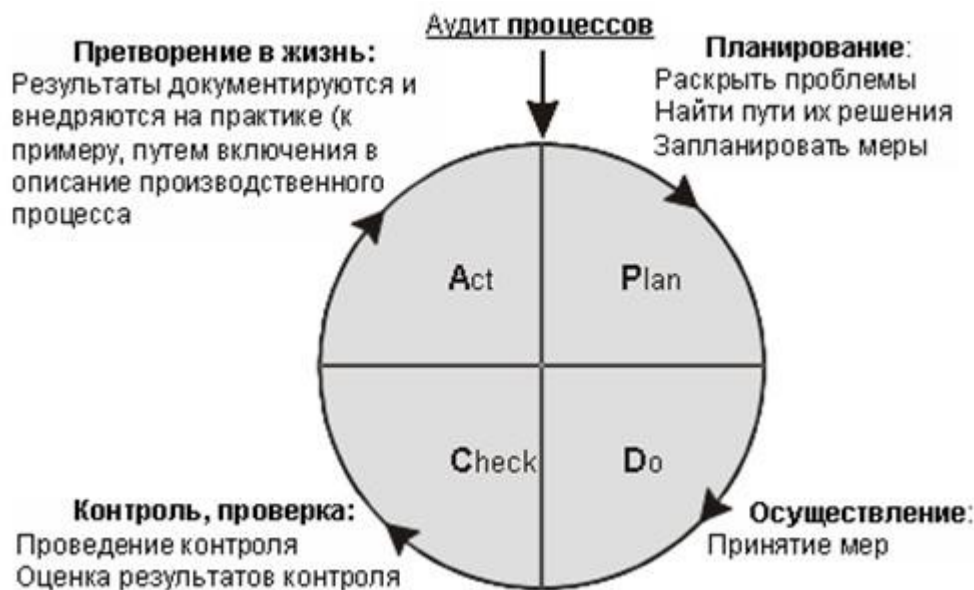 Аудит процессов
Претворение в жизнь:
Результаты документируются и
внедряются на практике (к
примеру, путем включения в
описание производственного
процесса
Планирование:
Раскрыть проблемы
Найти пути их решения
Запланировать меры
Act
Plan
Check
Do
Контроль, проверка:
Проведение контроля
Оценка результатов контроля
Осуществление:
Принятие мер